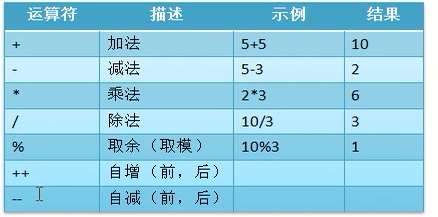 运算符 描述 示例 结果
+ 加法 5+5 10
- 减法 5-3 2
* 乘法 2*3 6
/ 除法 10/3 3
% 取余（取模） 10%3 1
++ 自增（前，后）
-- 自减（前，后）